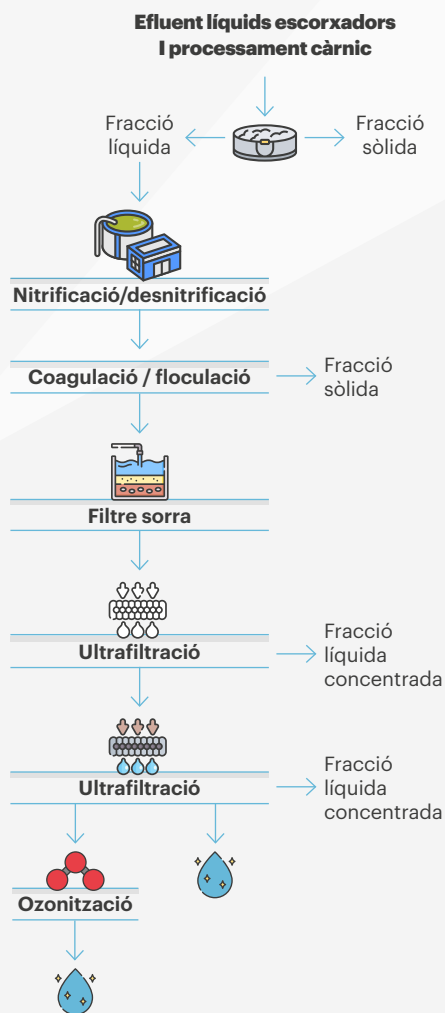 Efluent líquids escorxadors
I processament càrnic
Fracció
líquida
Fracció
sòlida
Nitrificació/desnitrificació
Coagulació / floculació
Fracció
sòlida
Filtre sorra
Ultrafiltració
Fracció
líquida
concentrada
Ultrafiltració
Fracció
líquida
concentrada
Ozonització